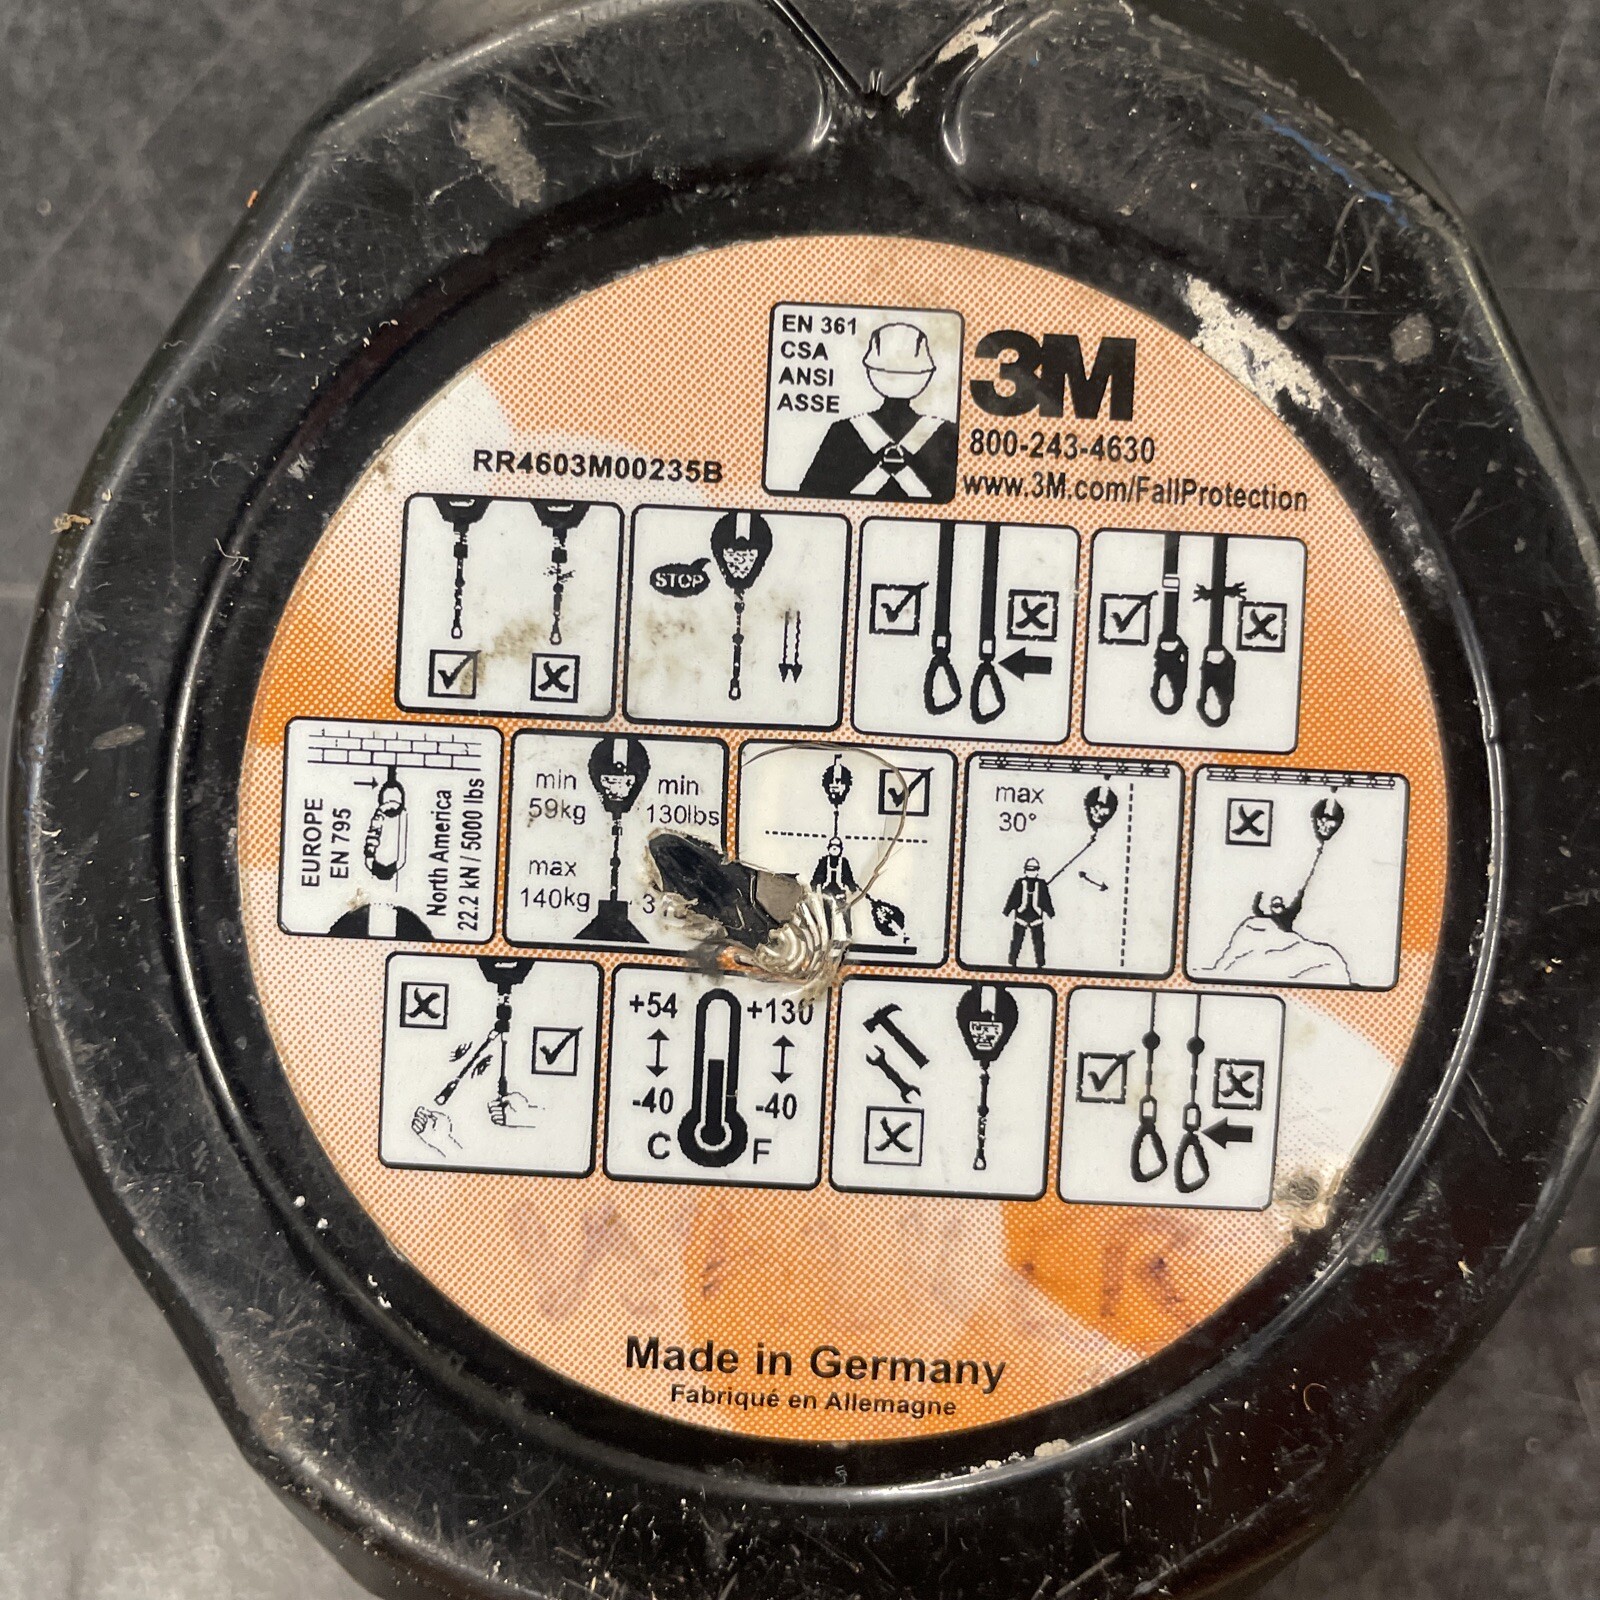 EN 361
CSA
ANSI
ASSE
3M
800-243-4630
www.3M.com/FallProtection
RR4603M00235B
STOP
EUROPE
EN 795
North America
22.2 kN / 5000 lbs
min
59kg
min
130lbs
max
140kg
max
30°
+54
+130
-40
-40
C
F
Made in Germany
Fabriqué en Allemagne